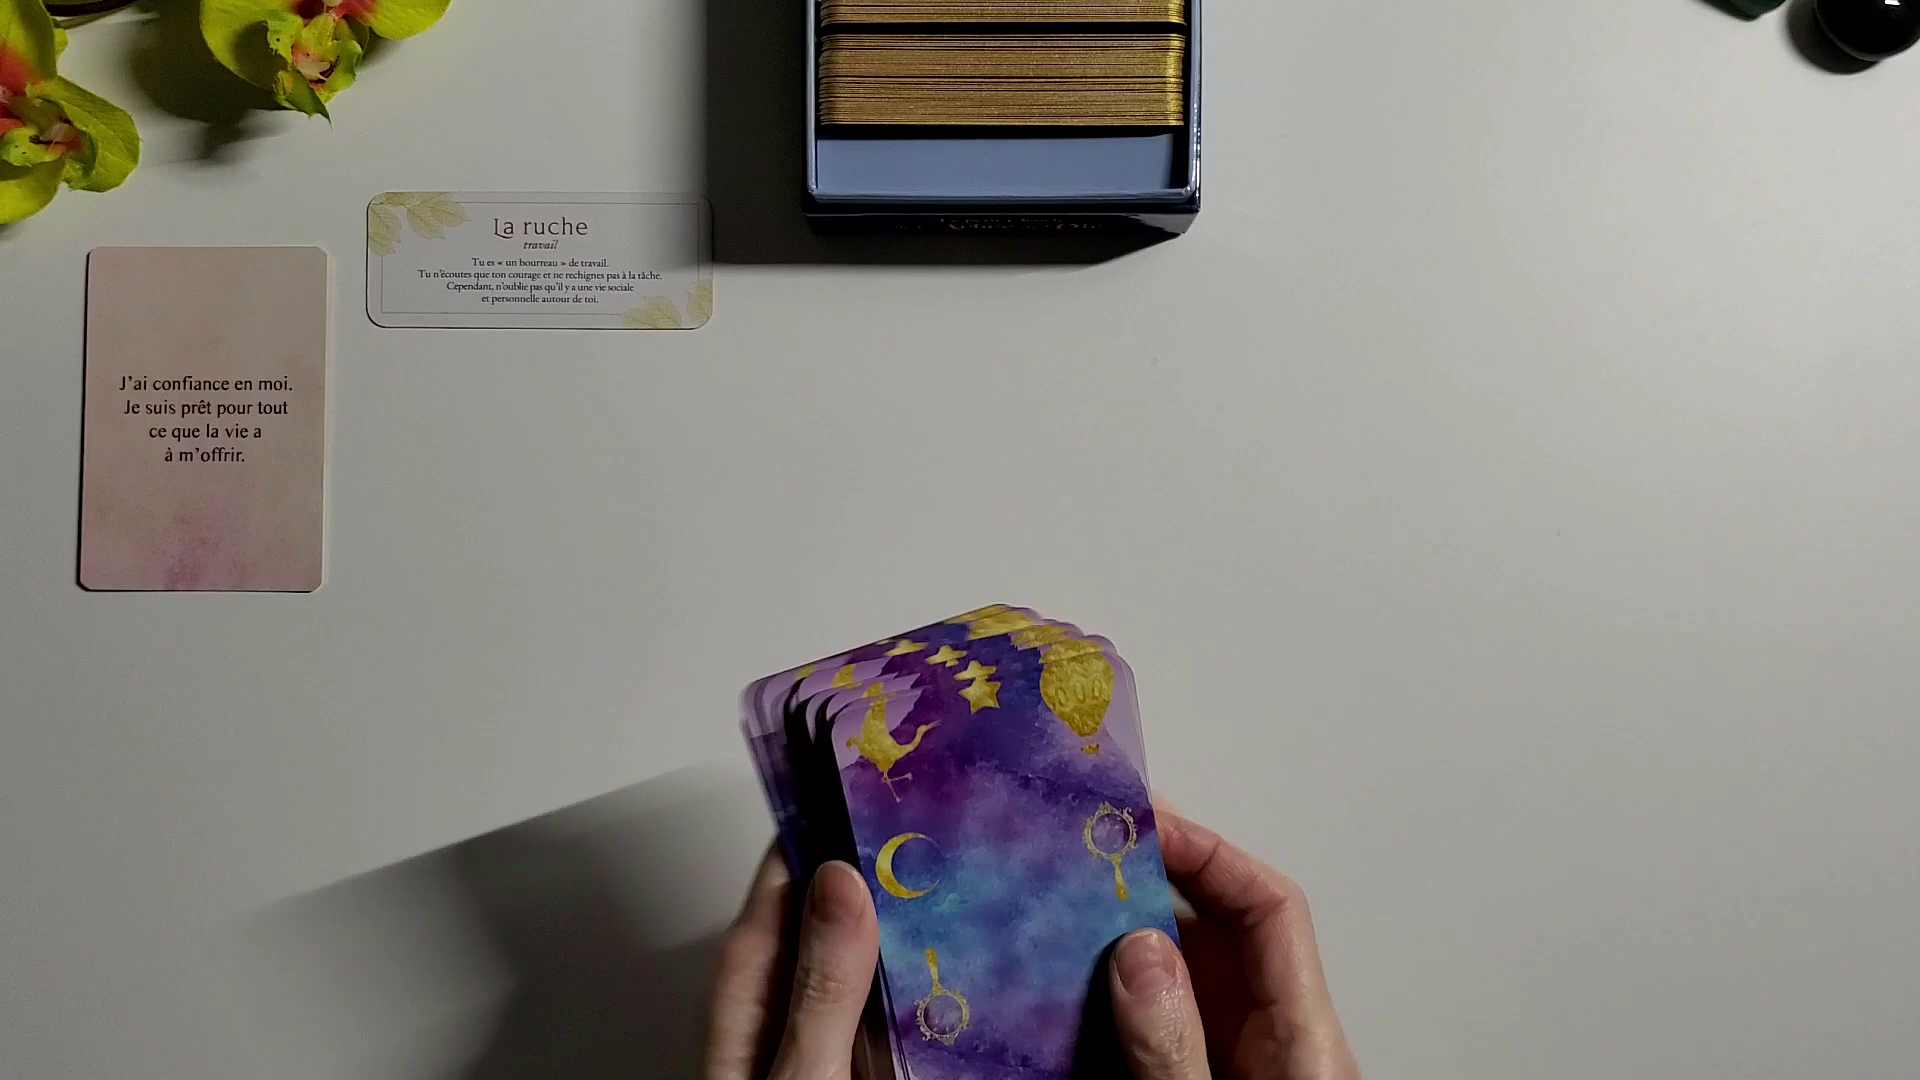 La ruche
travail
Tu es « un bourreau » de travail.
Tu n'écoutes que ton courage et ne rechignes pas à la tâche.
Cependant, n'oublie pas qu'il y a une vie sociale
et personnelle autour de toi.
J'ai confiance en moi.
Je suis prêt pour tout
ce que la vie a
à m'offrir.